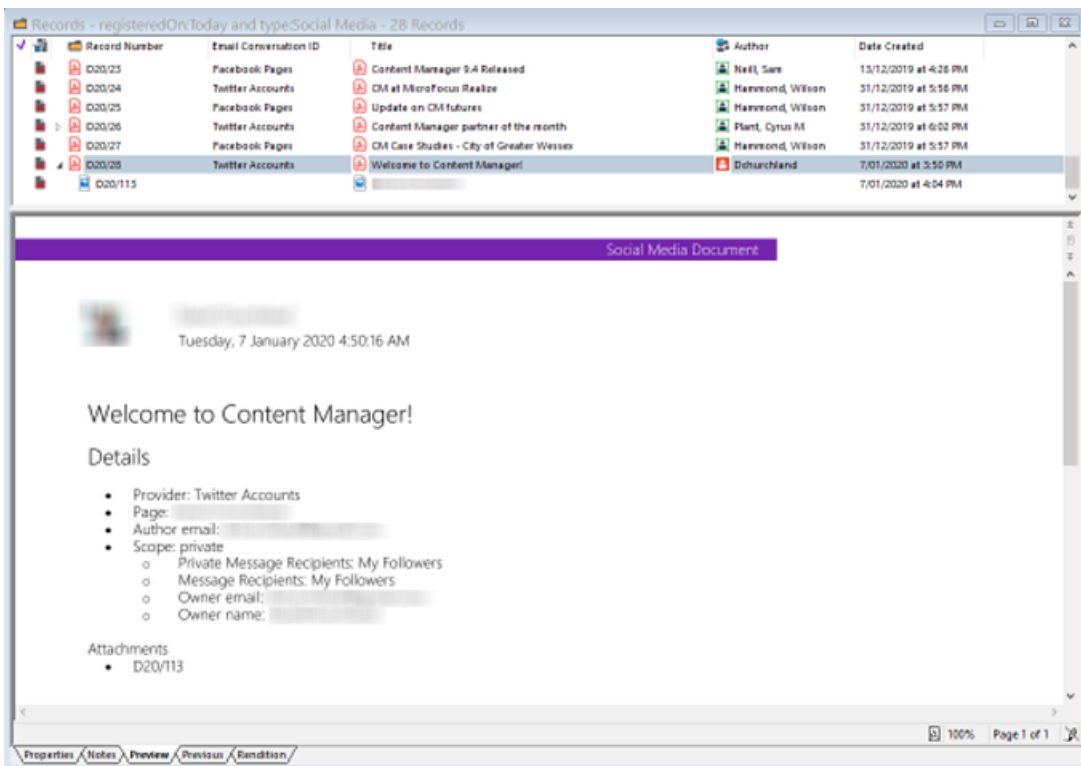 Records - registeredOn:Today and type:Social Media - 28 Records
Record Number Email Conversation ID Title Author Date Created
D20/23 Facebook Pages Content Manager 9.4 Released Neill, Sam 13/12/2019 at 4:26 PM
D20/24 Twitter Accounts CM at MicroFocus Realize Hammond, Wilson 31/12/2019 at 5:56 PM
D20/25 Facebook Pages Update on CM futures Hammond, Wilson 31/12/2019 at 5:57 PM
D20/26 Twitter Accounts Content Manager partner of the month Plant, Cyrus M 31/12/2019 at 6:02 PM
D20/27 Facebook Pages CM Case Studies - City of Greater Wessex Hammond, Wilson 31/12/2019 at 5:57 PM
D20/28 Twitter Accounts Welcome to Content Manager! Dchurchland 7/01/2020 at 3:50 PM
D20/113 7/01/2020 at 4:04 PM
Social Media Document
Tuesday, 7 January 2020 4:50:16 AM
Welcome to Content Manager!
Details
• Provider: Twitter Accounts
• Page:
• Author email:
• Scope: private
o Private Message Recipients: My Followers
o Message Recipients: My Followers
o Owner email:
o Owner name:
Attachments
• D20/113
100% Page 1 of 1
Properties Notes Preview Previous Rendition